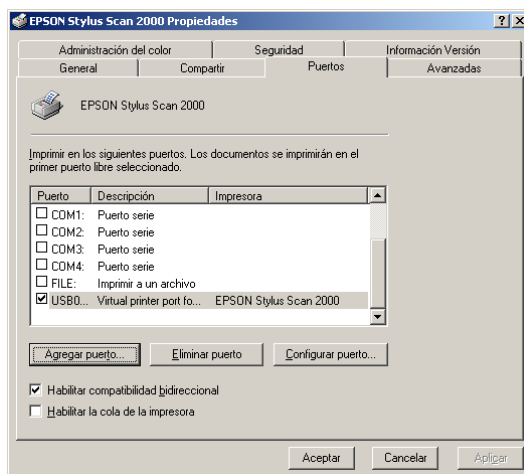 EPSON Stylus Scan 2000 Propiedades
Administración del color Seguridad Información Versión
General Compartir Puertos Avanzadas
EPSON Stylus Scan 2000
Imprimir en los siguientes puertos. Los documentos se imprimirán en el
primer puerto libre seleccionado.
Puerto Descripción Impresora
COM1: Puerto serie
COM2: Puerto serie
COM3: Puerto serie
COM4: Puerto serie
FILE: Imprimir a un archivo
USB0... Virtual printer port fo... EPSON Stylus Scan 2000
Agregar puerto... Eliminar puerto Configurar puerto...
Habilitar compatibilidad bidireccional
Habilitar la cola de la impresora
Aceptar Cancelar Aplicar